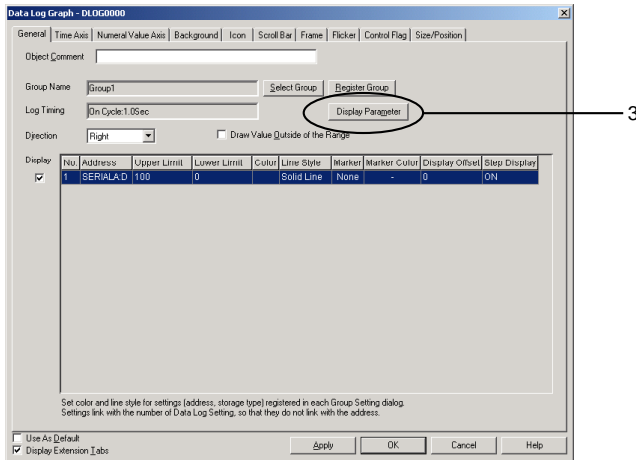 Data Log Graph - DLOG0000
General Time Axis Numeral Value Axis Background Icon Scroll Bar Frame Flicker Control Flag Size/Position
Object Comment
Group Name Group1 Select Group Register Group
Log Timing On Cycle:1.0Sec Display Parameter 3
Direction Right Draw Value Outside of the Range
Display No. Address Upper Limit Lower Limit Color Line Style Marker Marker Color Display Offset Step Display
1 SERIALA:D 100 0 Solid Line None - 0 ON
Set color and line style for settings (address, storage type) registered in each Group Setting dialog.
Settings link with the number of Data Log Setting, so that they do not link with the address.
Use As Default
Display Extension Tabs Apply OK Cancel Help